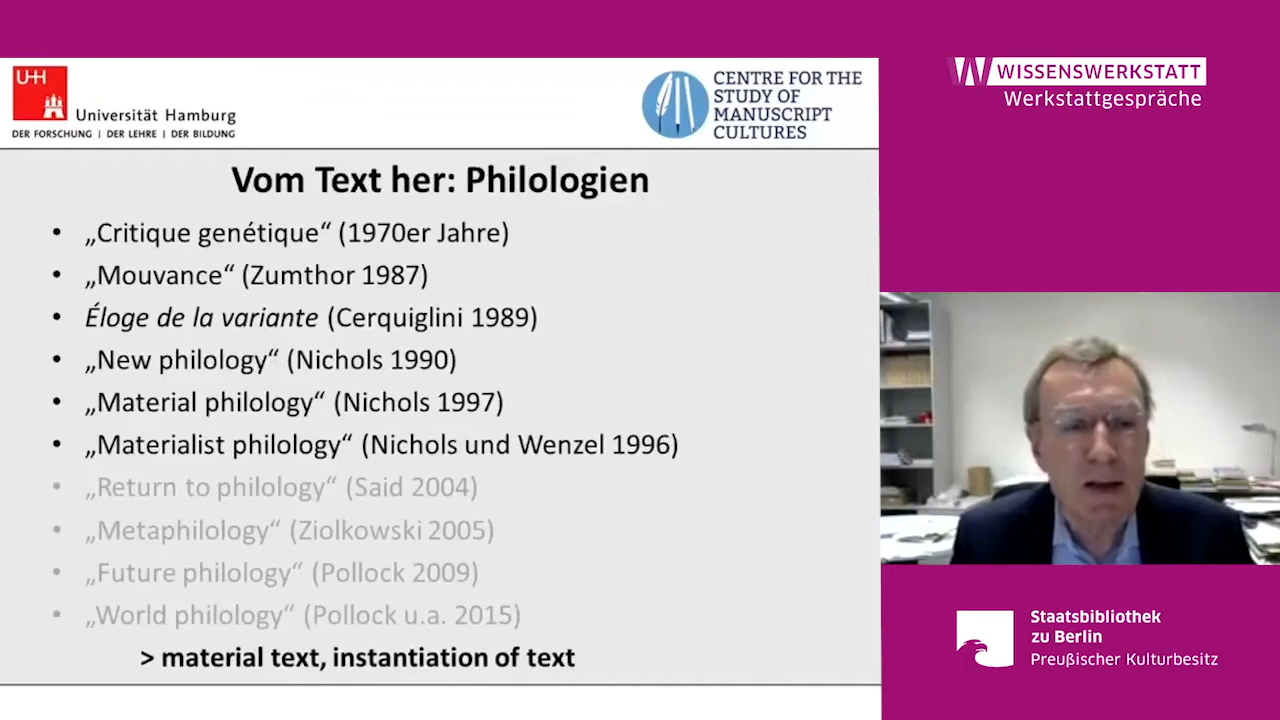 UHH
Universität Hamburg
DER FORSCHUNG | DER LEHRE | DER BILDUNG
CENTRE FOR THE
STUDY OF
MANUSCRIPT
CULTURES
Vom Text her: Philologien
• „Critique genétique“ (1970er Jahre)
• „Mouvance“ (Zumthor 1987)
• Éloge de la variante (Cerquiglini 1989)
• „New philology“ (Nichols 1990)
• „Material philology“ (Nichols 1997)
• „Materialist philology“ (Nichols und Wenzel 1996)
• „Return to philology“ (Said 2004)
• „Metaphilology“ (Ziolkowski 2005)
• „Future philology“ (Pollock 2009)
• „World philology“ (Pollock u.a. 2015)
> material text, instantiation of text
W WISSENSWERKSTATT
Werkstattgespräche
Staatsbibliothek
zu Berlin
Preußischer Kulturbesitz